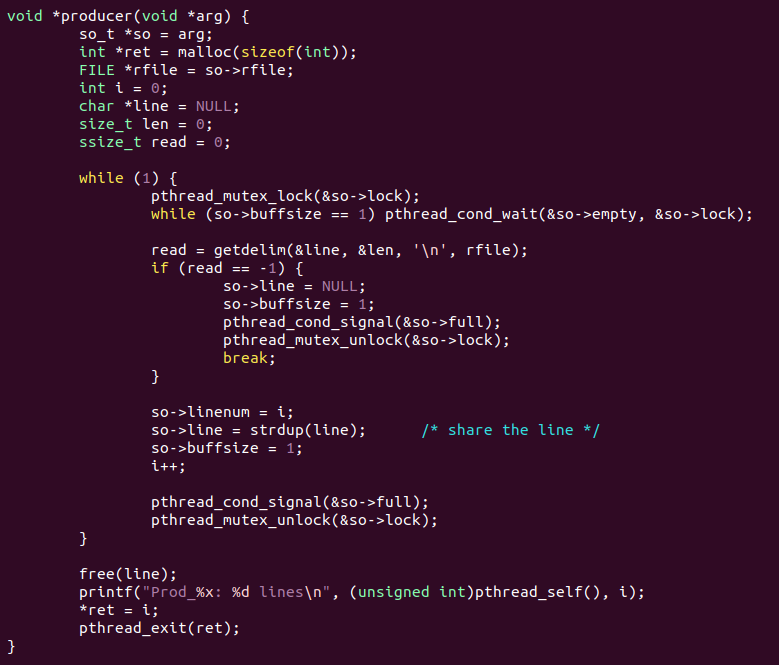 void *producer(void *arg) {
        so_t *so = arg;
        int *ret = malloc(sizeof(int));
        FILE *rfile = so->rfile;
        int i = 0;
        char *line = NULL;
        size_t len = 0;
        ssize_t read = 0;

        while (1) {
                pthread_mutex_lock(&so->lock);
                while (so->buffsize == 1) pthread_cond_wait(&so->empty, &so->lock);

                read = getdelim(&line, &len, '\n', rfile);
                if (read == -1) {
                        so->line = NULL;
                        so->buffsize = 1;
                        pthread_cond_signal(&so->full);
                        pthread_mutex_unlock(&so->lock);
                        break;
                }

                so->linenum = i;
                so->line = strdup(line);      /* share the line */
                so->buffsize = 1;
                i++;

                pthread_cond_signal(&so->full);
                pthread_mutex_unlock(&so->lock);
        }

        free(line);
        printf("Prod_%x: %d lines\n", (unsigned int)pthread_self(), i);
        *ret = i;
        pthread_exit(ret);
}